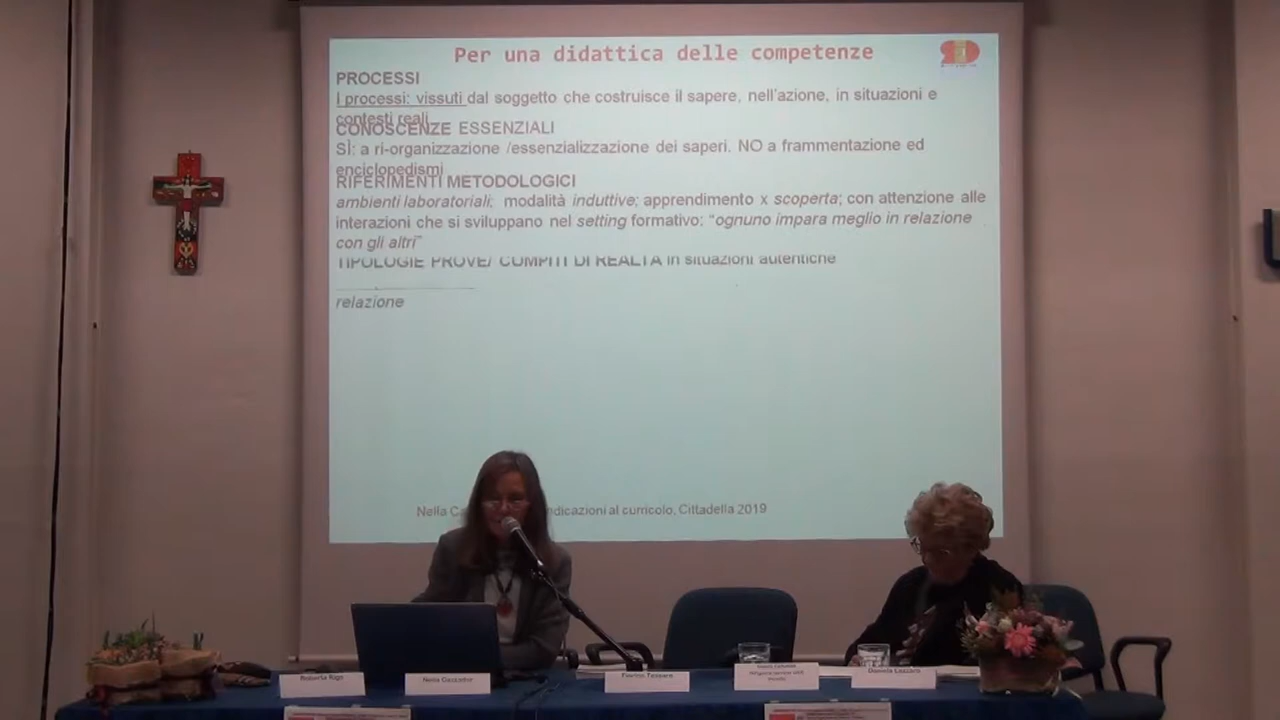 Per una didattica delle competenze
PROCESSI
I processi: vissuti dal soggetto che costruisce il sapere, nell'azione, in situazioni e
contesti reali
CONOSCENZE ESSENZIALI
SÌ: a ri-organizzazione /essenzializzazione dei saperi. NO a frammentazione ed
enciclopedismi
RIFERIMENTI METODOLOGICI
ambienti laboratoriali; modalità induttive; apprendimento x scoperta; con attenzione alle
interazioni che si sviluppano nel setting formativo: "ognuno impara meglio in relazione
con gli altri"
TIPOLOGIE PROVE/ COMPITI DI REALTÀ in situazioni autentiche
relazione
Nella indicazioni al curricolo, Cittadella 2019
Roberta Rigo
Daniela